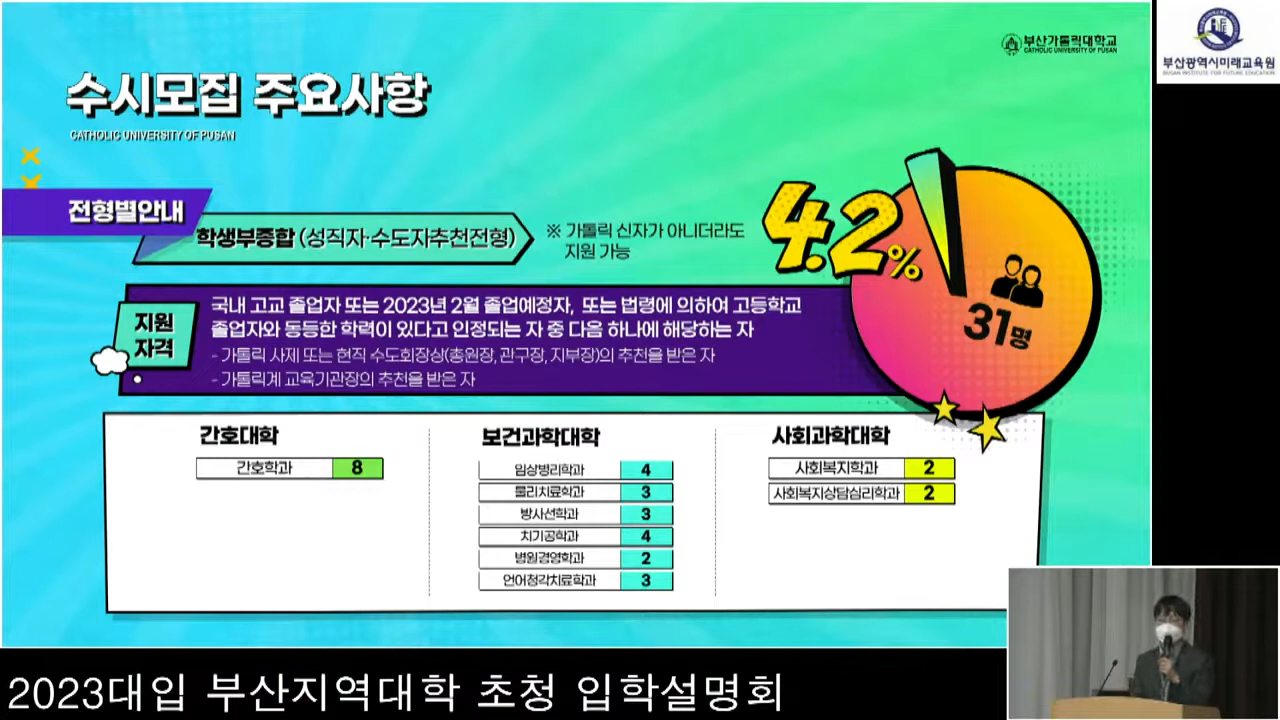 부산가톨릭대학교
CATHOLIC UNIVERSITY OF PUSAN
부산광역시미래교육원
BUSAN INSTITUTE FOR FUTURE EDUCATION
수시모집 주요사항
CATHOLIC UNIVERSITY OF PUSAN
전형별안내
학생부종합 (성직자·수도자추천전형)
※ 가톨릭 신자가 아니더라도
지원 가능
4.2%
31명
지원
자격
국내 고교 졸업자 또는 2023년 2월 졸업예정자, 또는 법령에 의하여 고등학교
졸업자와 동등한 학력이 있다고 인정되는 자 중 다음 하나에 해당하는 자
- 가톨릭 사제 또는 현직 수도회장상(총원장, 관구장, 지부장)의 추천을 받은 자
- 가톨릭계 교육기관장의 추천을 받은 자
간호대학
간호학과 8
보건과학대학
임상병리학과 4
물리치료학과 3
방사선학과 3
치기공학과 4
병원경영학과 2
언어청각치료학과 3
사회과학대학
사회복지학과 2
사회복지상담심리학과 2
2023대입 부산지역대학 초청 입학설명회